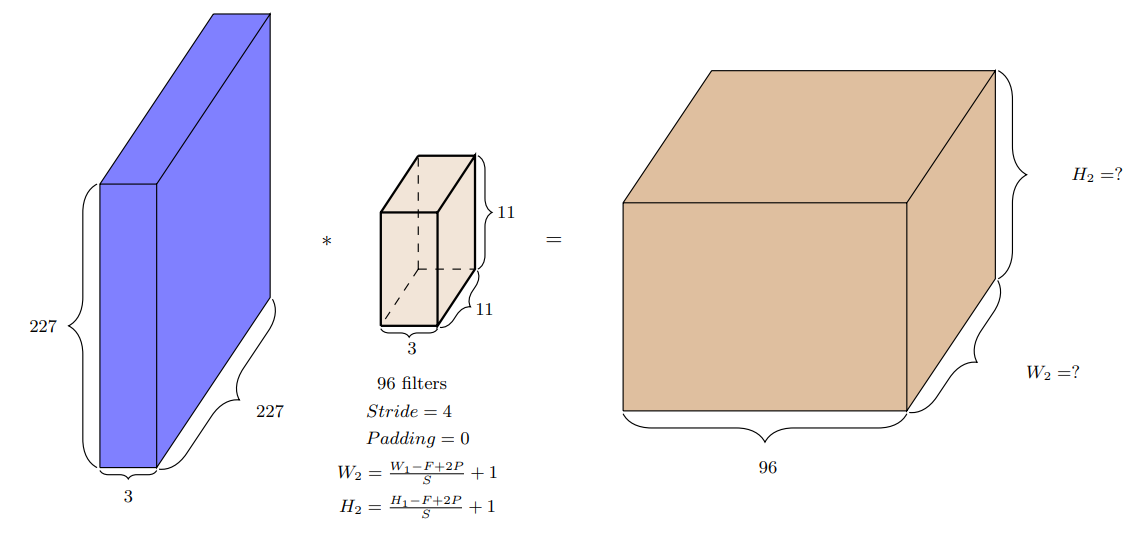 227
227
3
*
11
11
3
96 filters
Stride = 4
Padding = 0
W₂ = (W₁−F+2P)/S + 1
H₂ = (H₁−F+2P)/S + 1
=
H₂ =?
W₂ =?
96